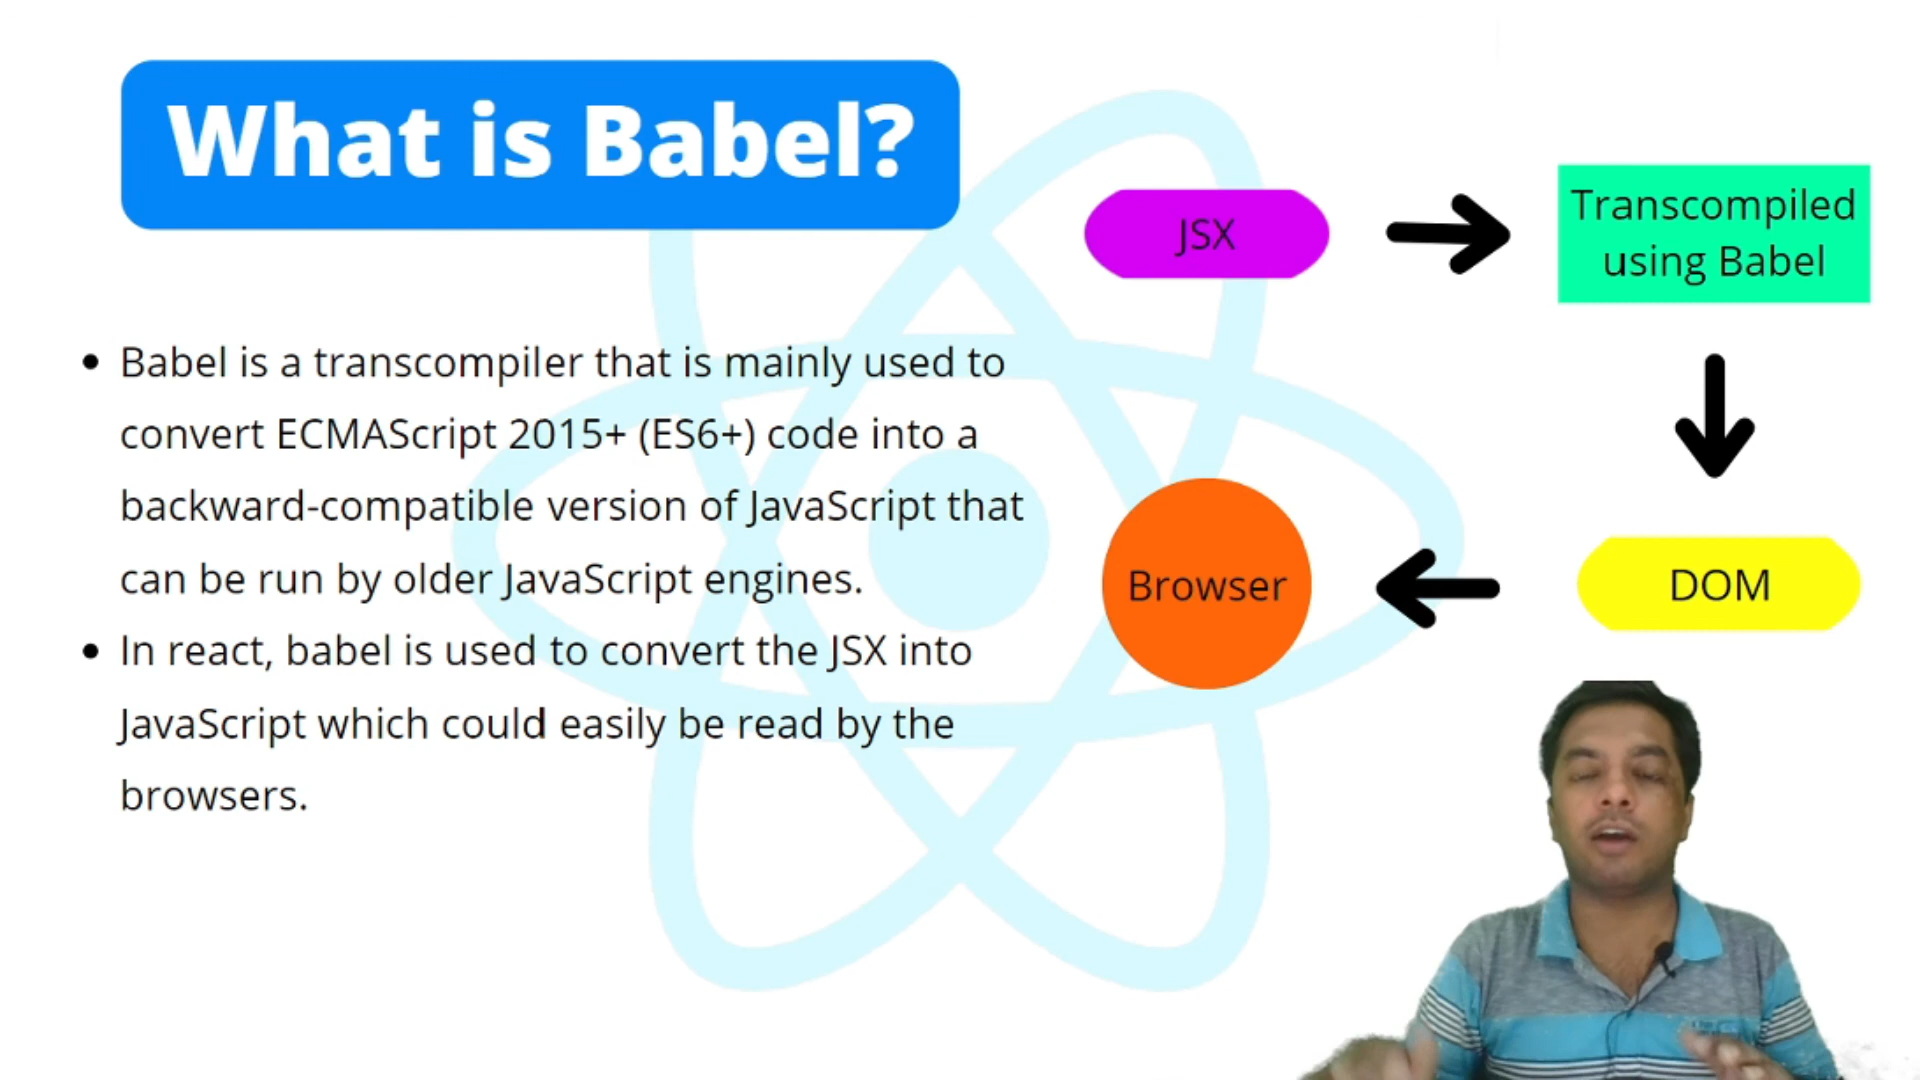 What is Babel?
Babel is a transcompiler that is mainly used to
convert ECMAScript 2015+ (ES6+) code into a
backward-compatible version of JavaScript that
can be run by older JavaScript engines.
In react, babel is used to convert the JSX into
JavaScript which could easily be read by the
browsers.
JSX
Transcompiled
using Babel
DOM
Browser